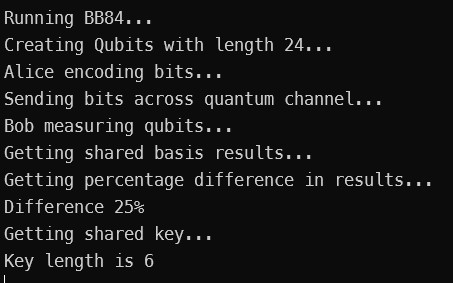 Running BB84...
Creating Qubits with length 24...
Alice encoding bits...
Sending bits across quantum channel...
Bob measuring qubits...
Getting shared basis results...
Getting percentage difference in results...
Difference 25%
Getting shared key...
Key length is 6